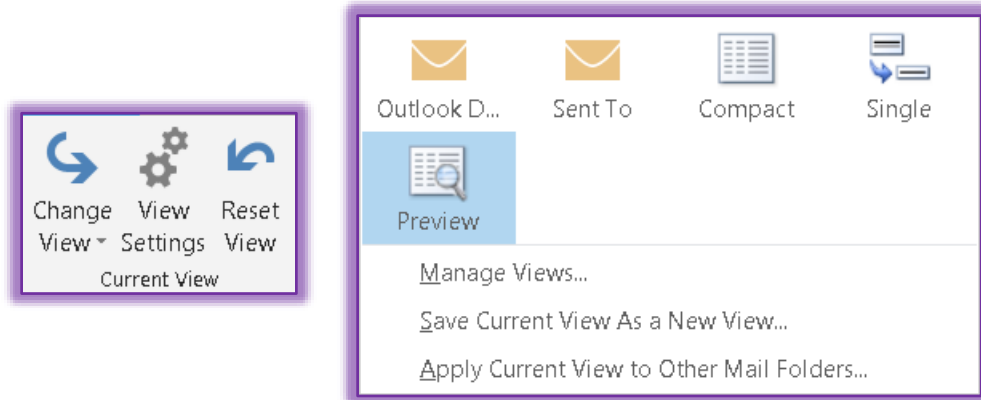 Change View
View Settings
Reset View
Current View
Outlook D...
Sent To
Compact
Single
Preview
Manage Views...
Save Current View As a New View...
Apply Current View to Other Mail Folders...